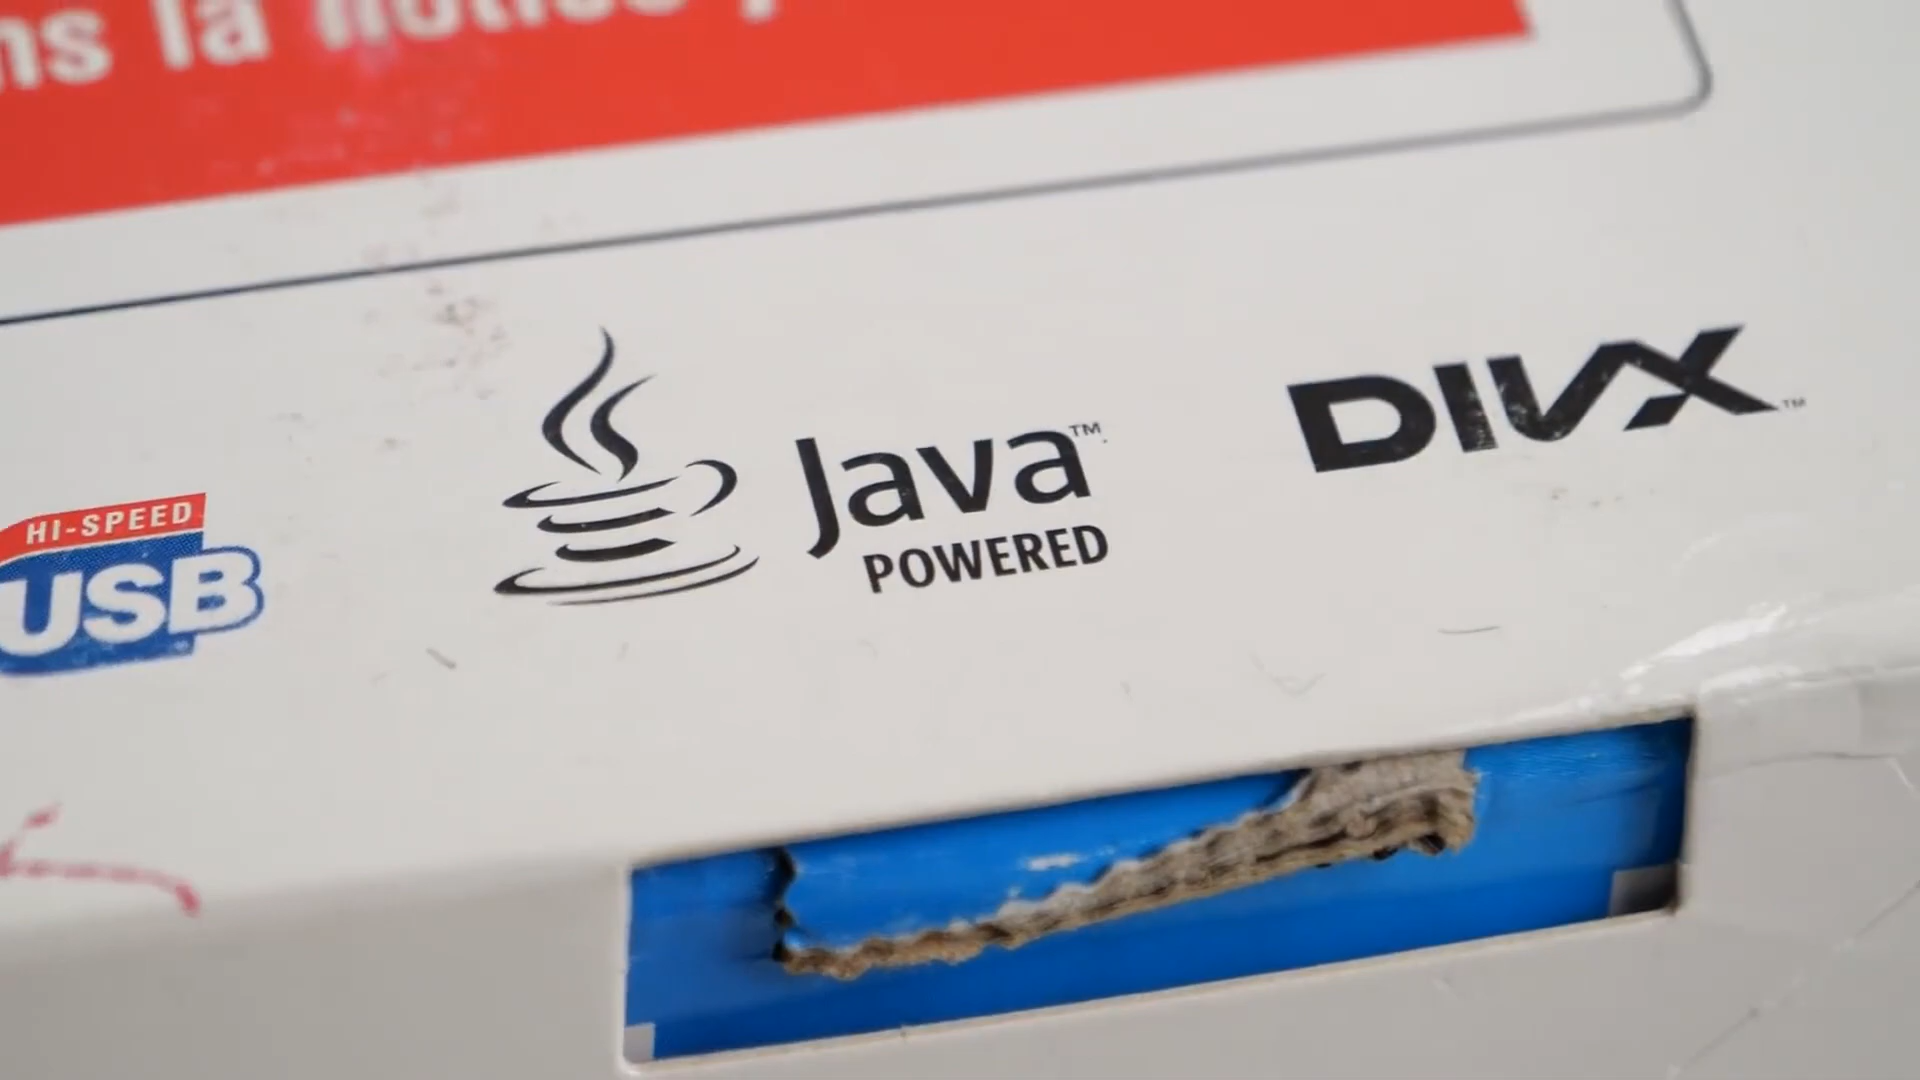 ns la notice
HI-SPEED
USB
Java™
POWERED
DIVX™